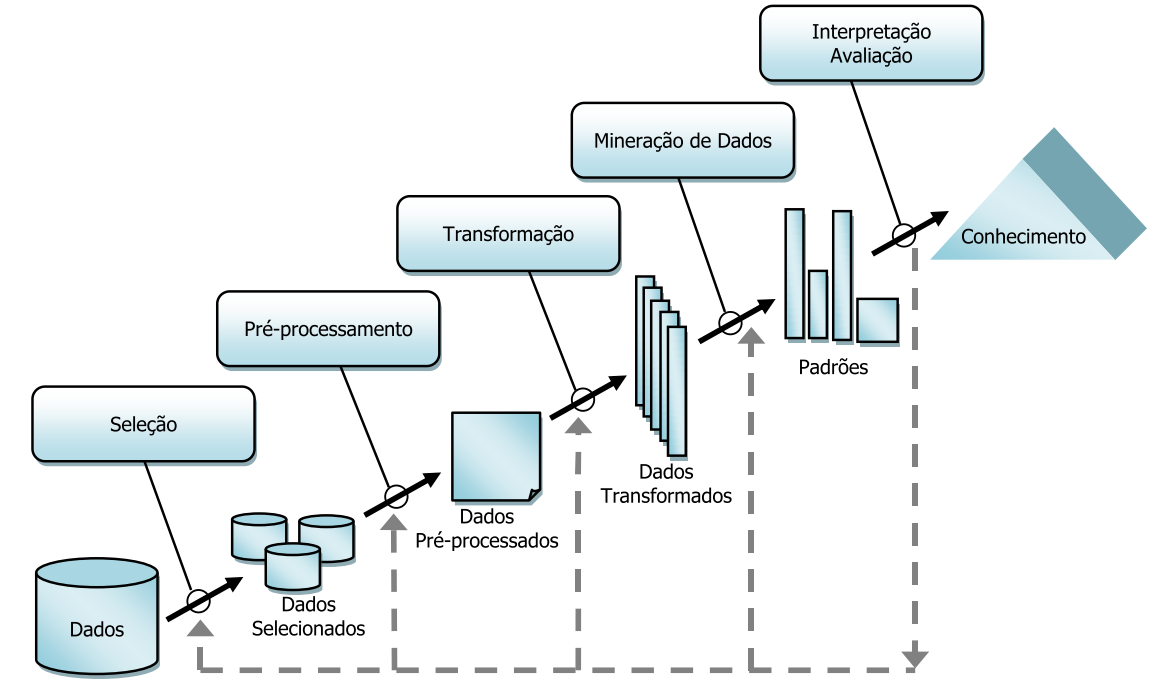 Interpretação
Avaliação
Mineração de Dados
Transformação
Conhecimento
Pré-processamento
Padrões
Seleção
Dados
Transformados
Dados
Pré-processados
Dados
Selecionados
Dados